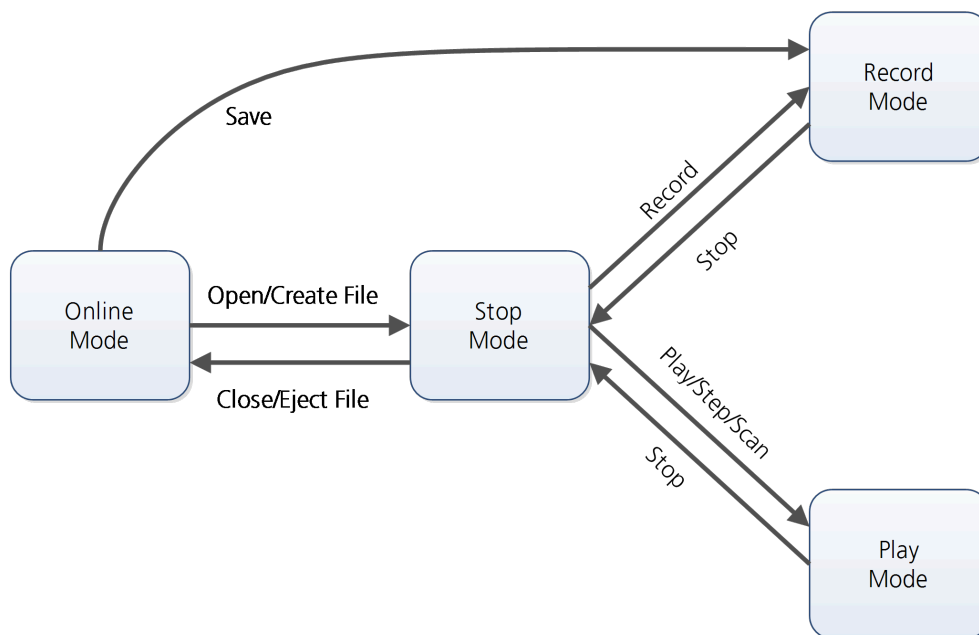 Record
Mode
Save
Record
Stop
Online
Mode
Open/Create File
Stop
Mode
Close/Eject File
Play/Step/Scan
Stop
Play
Mode